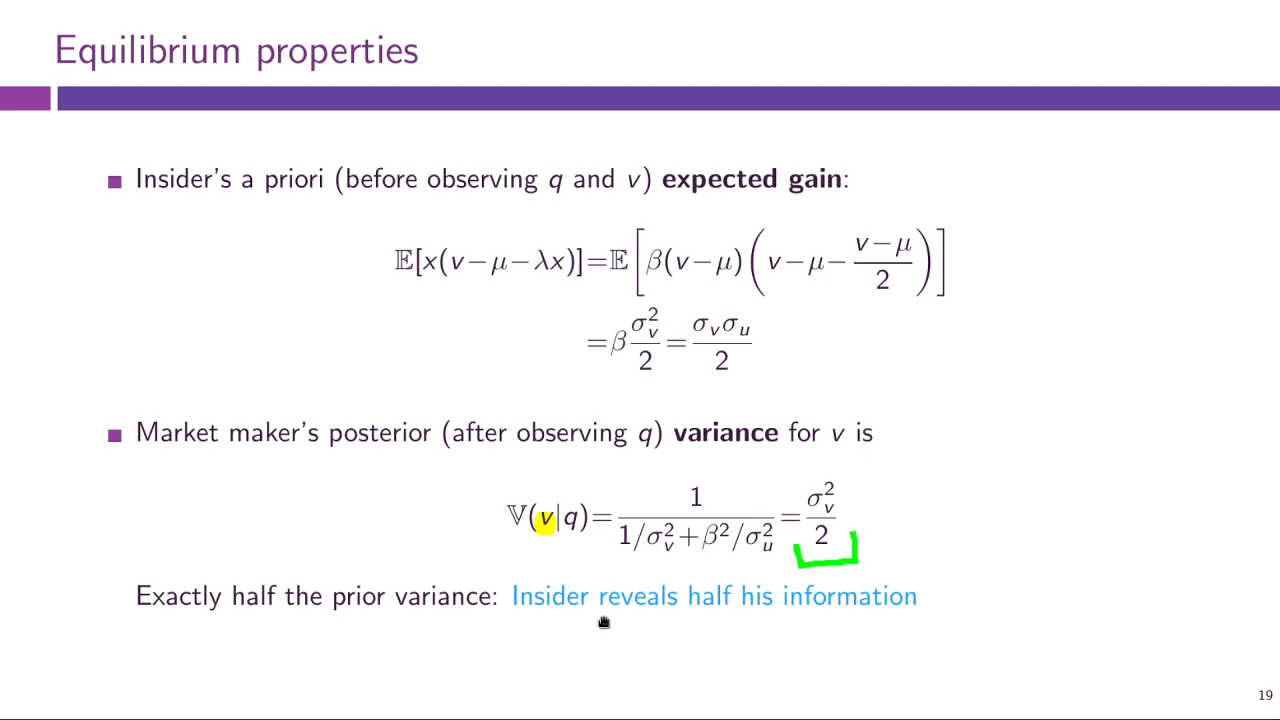 Equilibrium properties
Insider's a priori (before observing q and v) expected gain:
𝔼[x(v−μ−λx)]=𝔼[β(v−μ)(v−μ−(v−μ)/2)]
=β σ_v^2/2 = σ_vσ_u/2
Market maker's posterior (after observing q) variance for v is
𝕍(v|q)=1/(1/σ_v^2+β^2/σ_u^2)=σ_v^2/2
Exactly half the prior variance: Insider reveals half his information
19